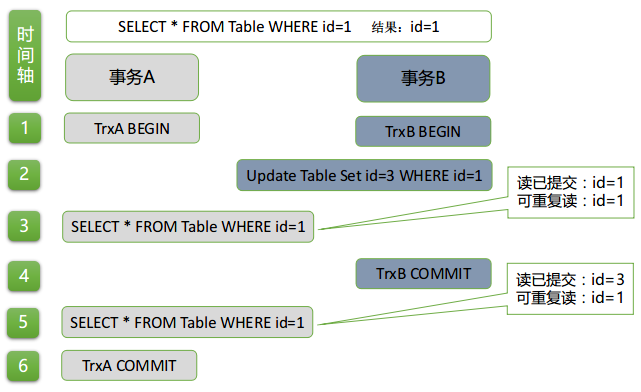 时间轴
SELECT * FROM Table WHERE id=1 结果：id=1
事务A
事务B
1
TrxA BEGIN
TrxB BEGIN
2
Update Table Set id=3 WHERE id=1
读已提交：id=1
可重复读：id=1
3
SELECT * FROM Table WHERE id=1
4
TrxB COMMIT
读已提交：id=3
可重复读：id=1
5
SELECT * FROM Table WHERE id=1
6
TrxA COMMIT